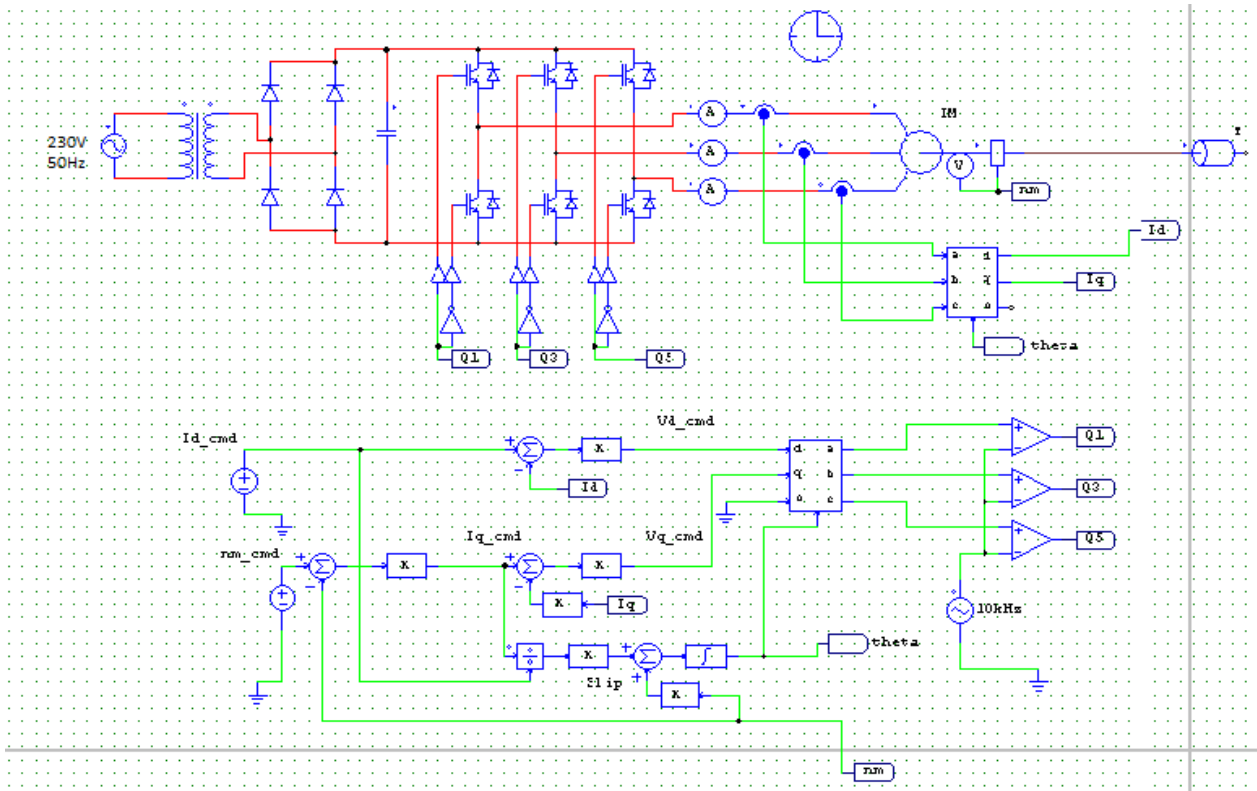 230V
50Hz
A
IM
T
A
V
A
nm
Id
a
d
b
q
Iq
c
o
theta
Q1
Q3
Q5
Vd_cmd
Id_cmd
K
d
a
Q1
q
b
Id
o
c
Q3
Iq_cmd
Vq_cmd
nm_cmd
Q5
K
K
K
Iq
10kHz
K
theta
Slip
K
nm